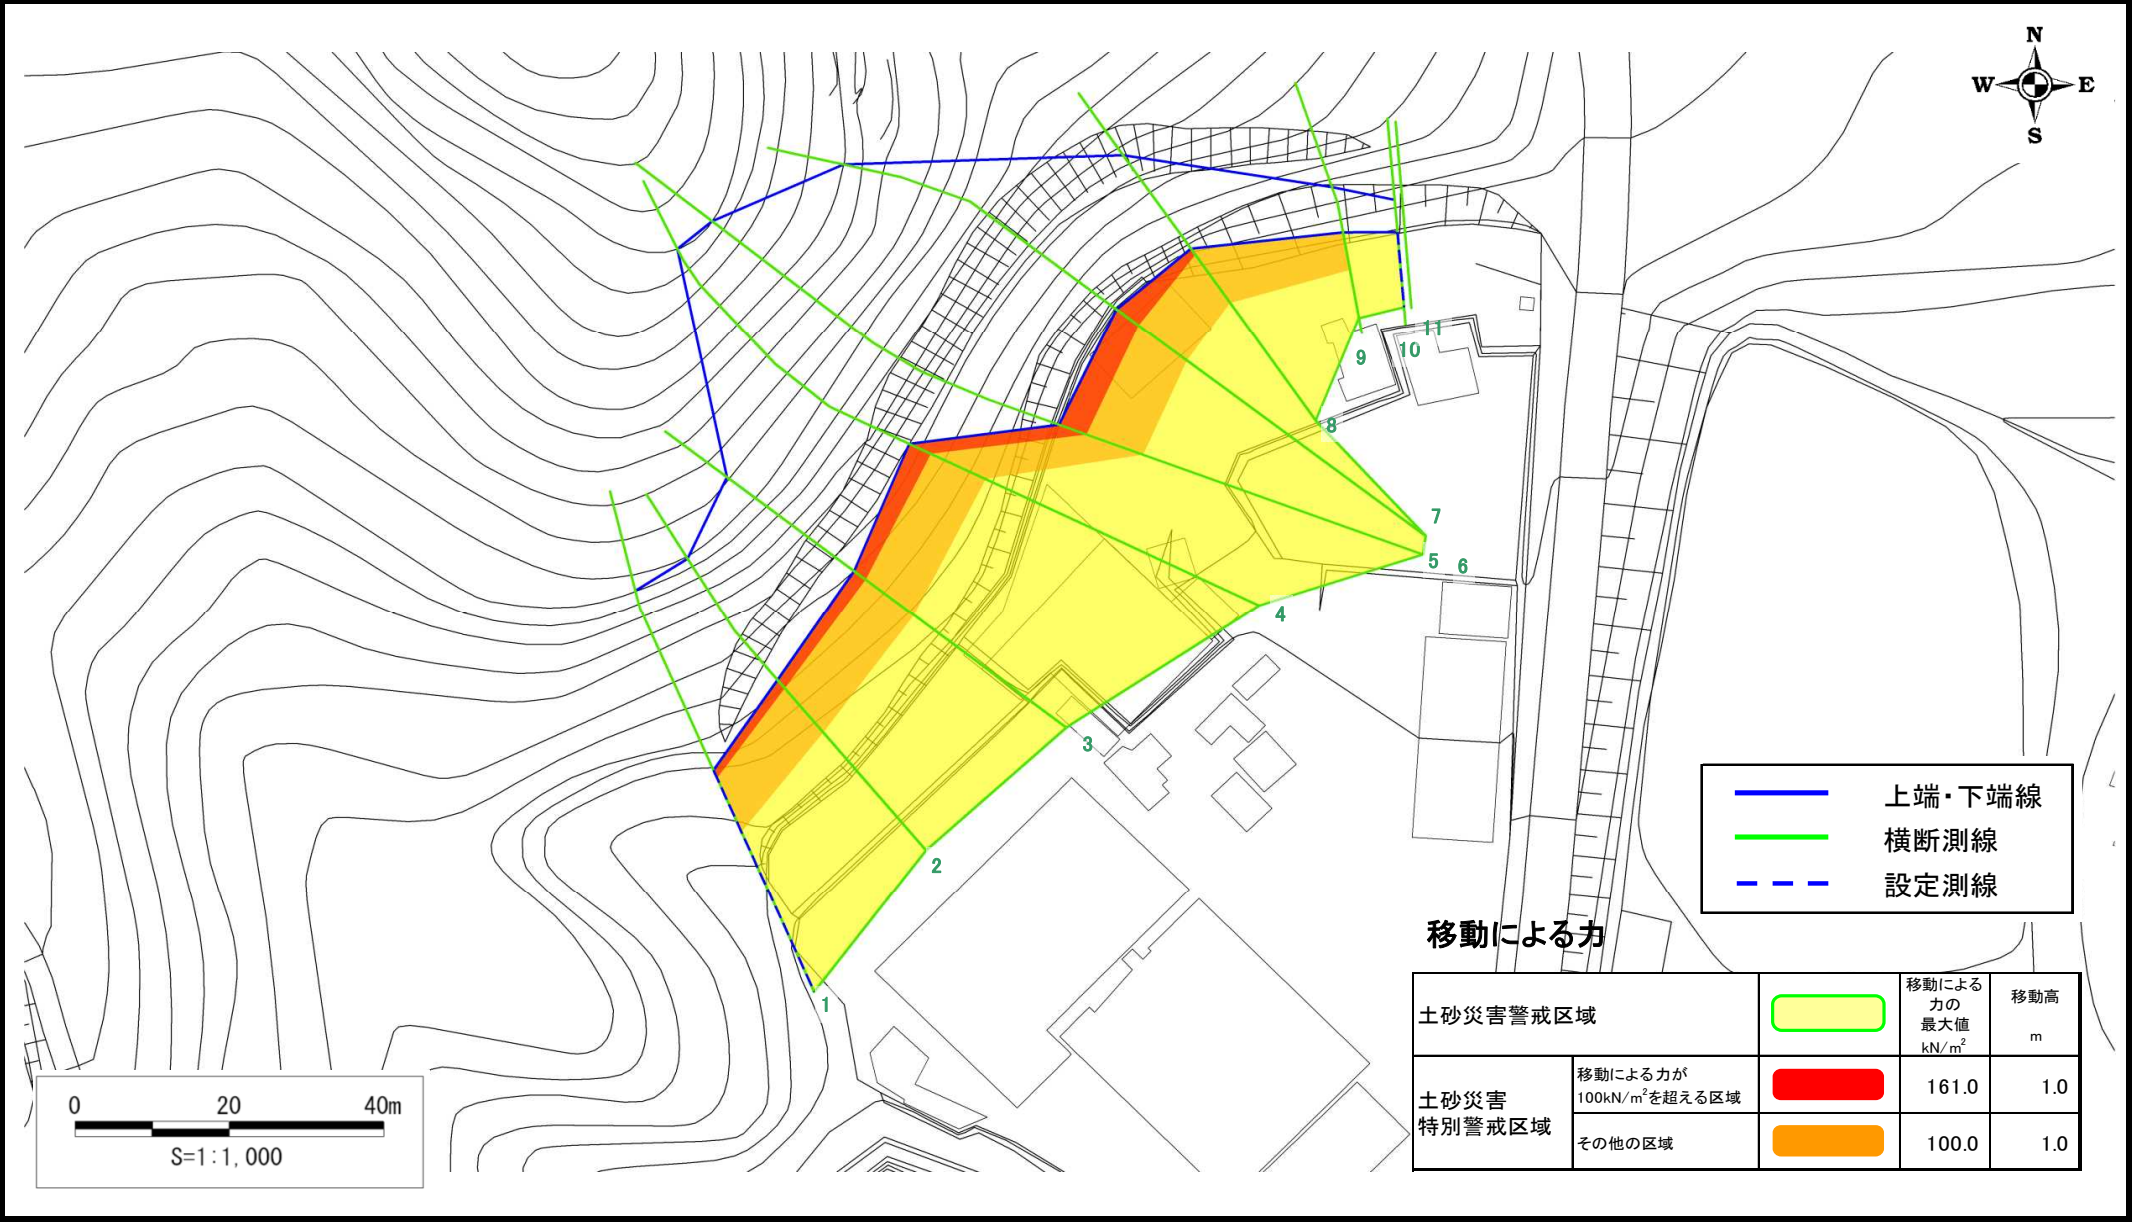 N
W E
S
11
10
9
8
7
5 6
4
3
2
1
上端・下端線
横断測線
設定測線
移動による力
土砂災害警戒区域
移動による
力の
最大値
kN/㎡
移動高
m
土砂災害
特別警戒区域
移動による力が
100kN/㎡を超える区域
161.0 1.0
その他の区域
100.0 1.0
0 20 40m
S=1:1,000